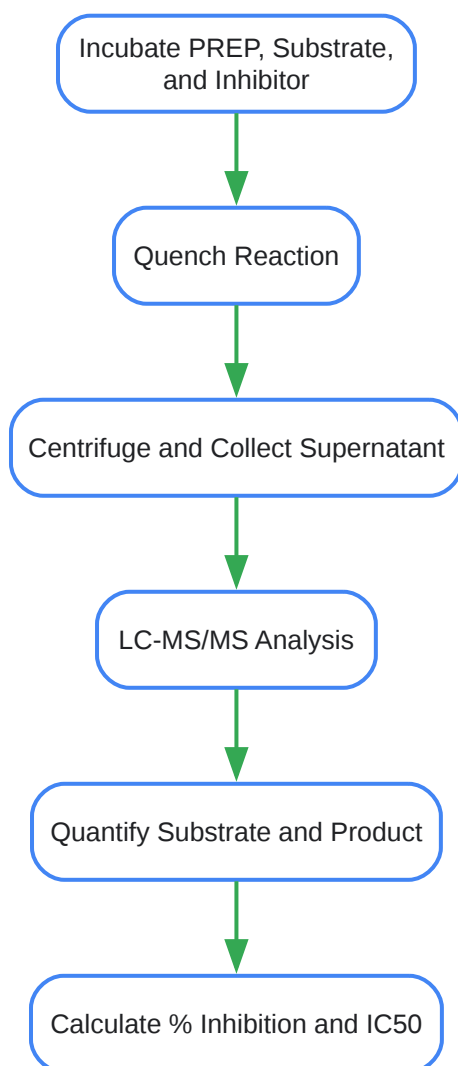 Incubate PREP, Substrate,
and Inhibitor
Quench Reaction
Centrifuge and Collect Supernatant
LC-MS/MS Analysis
Quantify Substrate and Product
Calculate % Inhibition and IC50